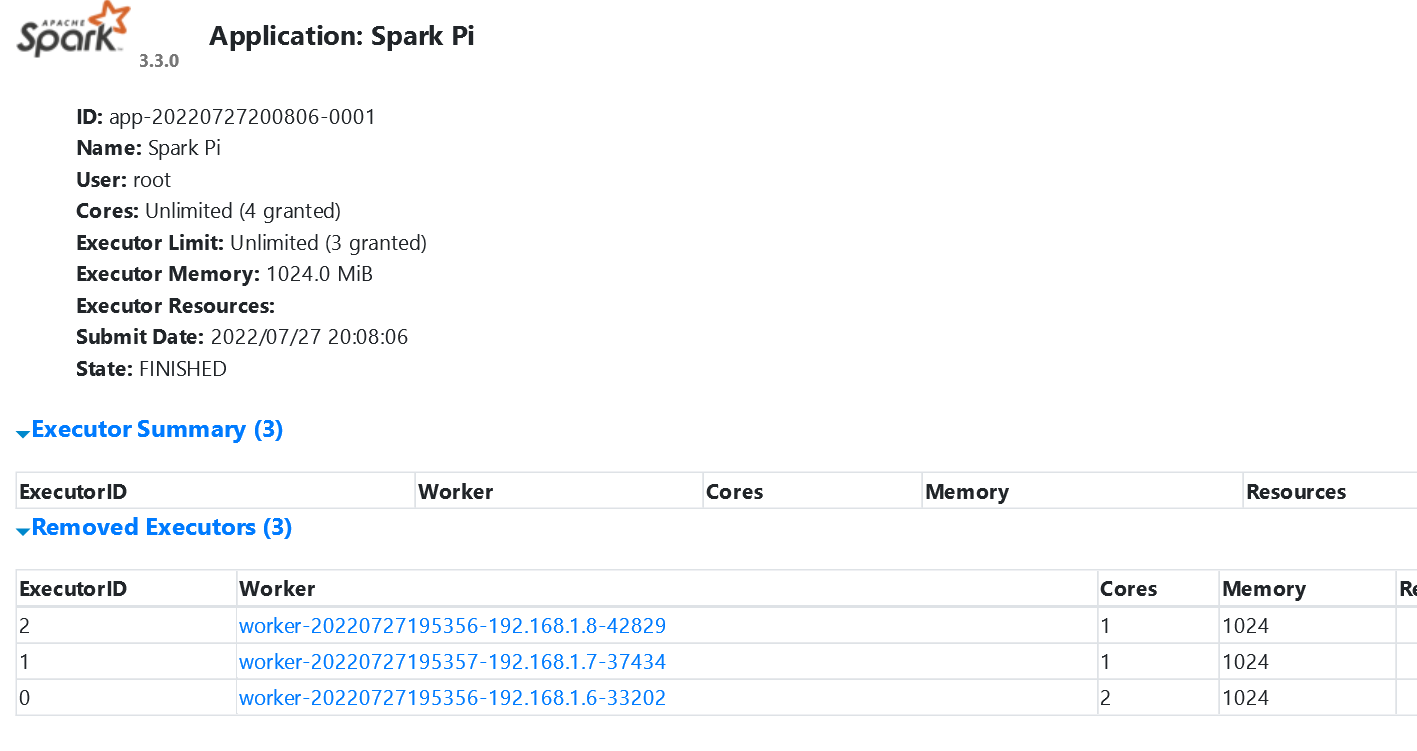 APACHE
Spark™ 3.3.0 Application: Spark Pi
ID: app-20220727200806-0001
Name: Spark Pi
User: root
Cores: Unlimited (4 granted)
Executor Limit: Unlimited (3 granted)
Executor Memory: 1024.0 MiB
Executor Resources:
Submit Date: 2022/07/27 20:08:06
State: FINISHED
Executor Summary (3)
ExecutorID Worker Cores Memory Resources
Removed Executors (3)
ExecutorID Worker Cores Memory Re
2 worker-20220727195356-192.168.1.8-42829 1 1024
1 worker-20220727195357-192.168.1.7-37434 1 1024
0 worker-20220727195356-192.168.1.6-33202 2 1024